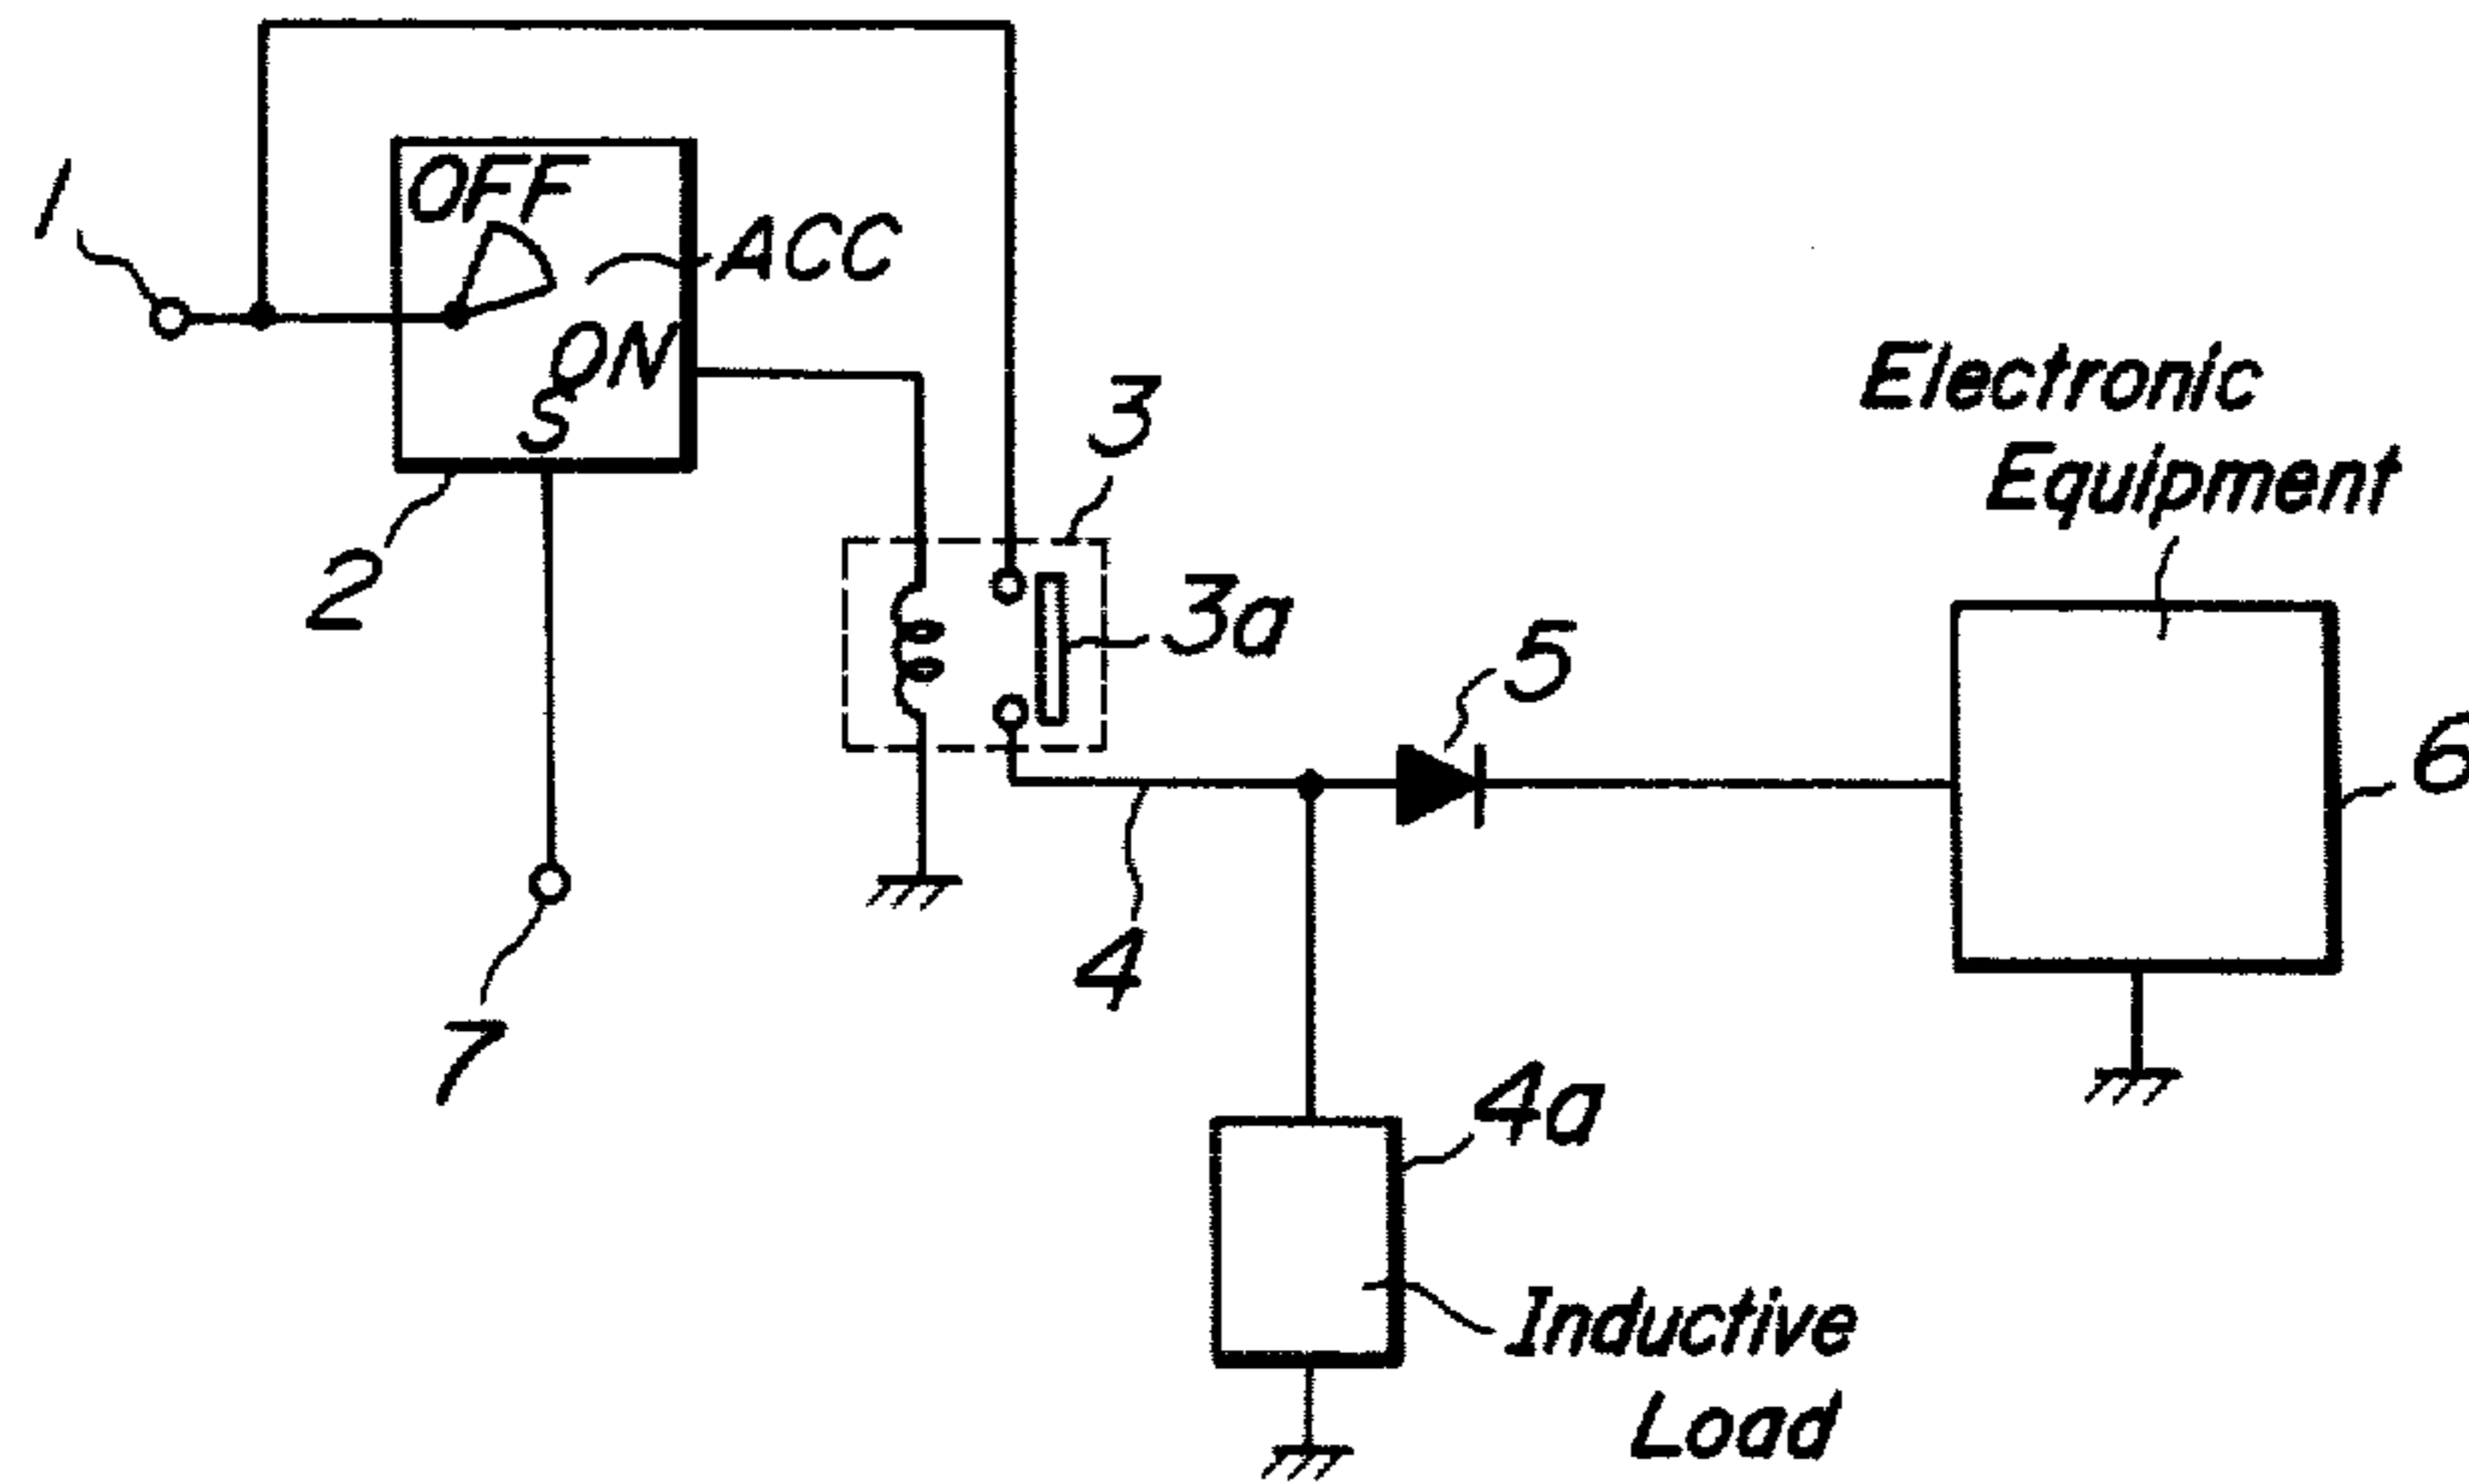 1
OFF
ACC
ON
S
2
3
3a
Electronic
Equipment
5
6
4
7
4a
Inductive
Load